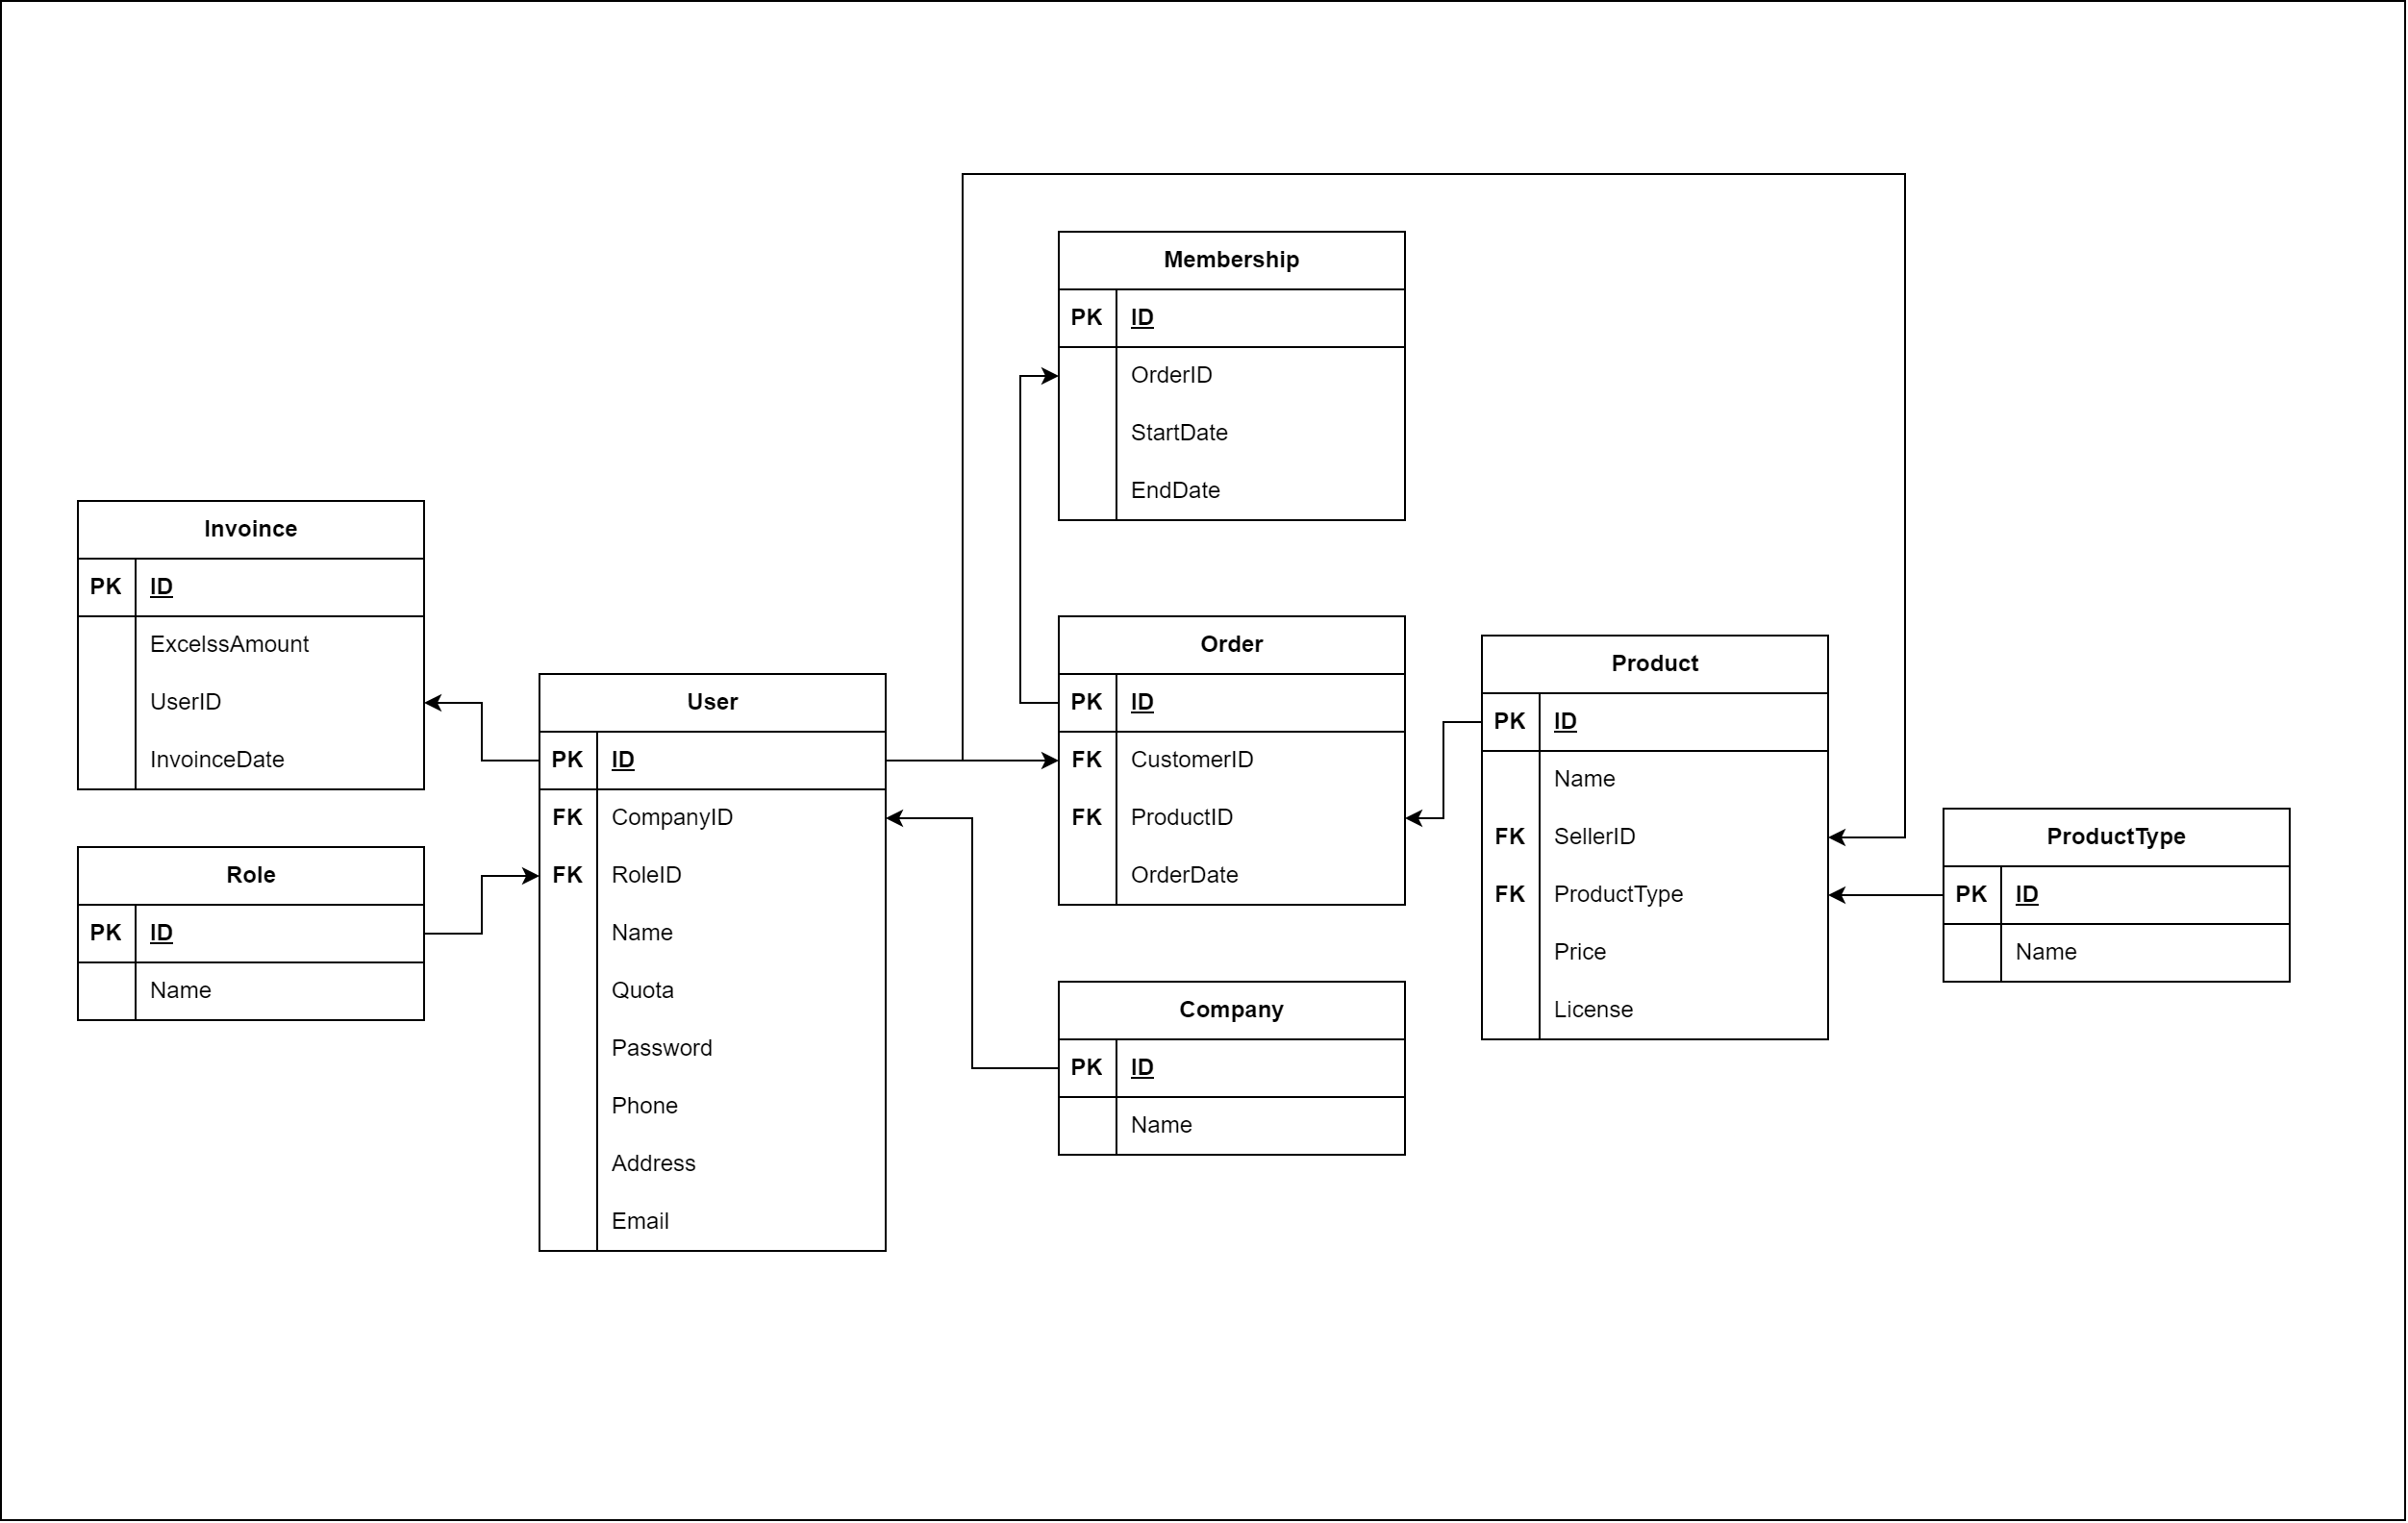 Membership
PK ID
OrderID
StartDate
EndDate
Invoince
PK ID
ExcelssAmount
UserID
InvoinceDate
Role
PK ID
Name
User
PK ID
FK CompanyID
FK RoleID
Name
Quota
Password
Phone
Address
Email
Order
PK ID
FK CustomerID
FK ProductID
OrderDate
Company
PK ID
Name
Product
PK ID
Name
FK SellerID
FK ProductType
Price
License
ProductType
PK ID
Name